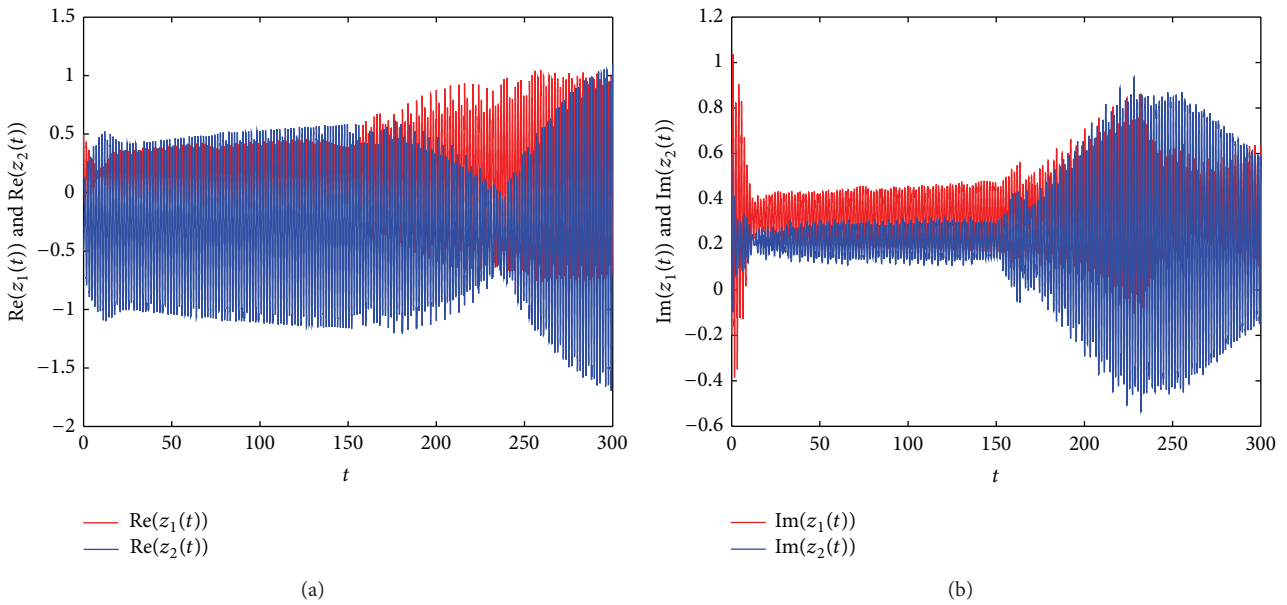 1.5
1
0.5
0
−0.5
−1
−1.5
−2
Re(z₁(t)) and Re(z₂(t))
0 50 100 150 200 250 300
t
Re(z₁(t))
Re(z₂(t))
(a)
1.2
1
0.8
0.6
0.4
0.2
0
−0.2
−0.4
−0.6
Im(z₁(t)) and Im(z₂(t))
0 50 100 150 200 250 300
t
Im(z₁(t))
Im(z₂(t))
(b)